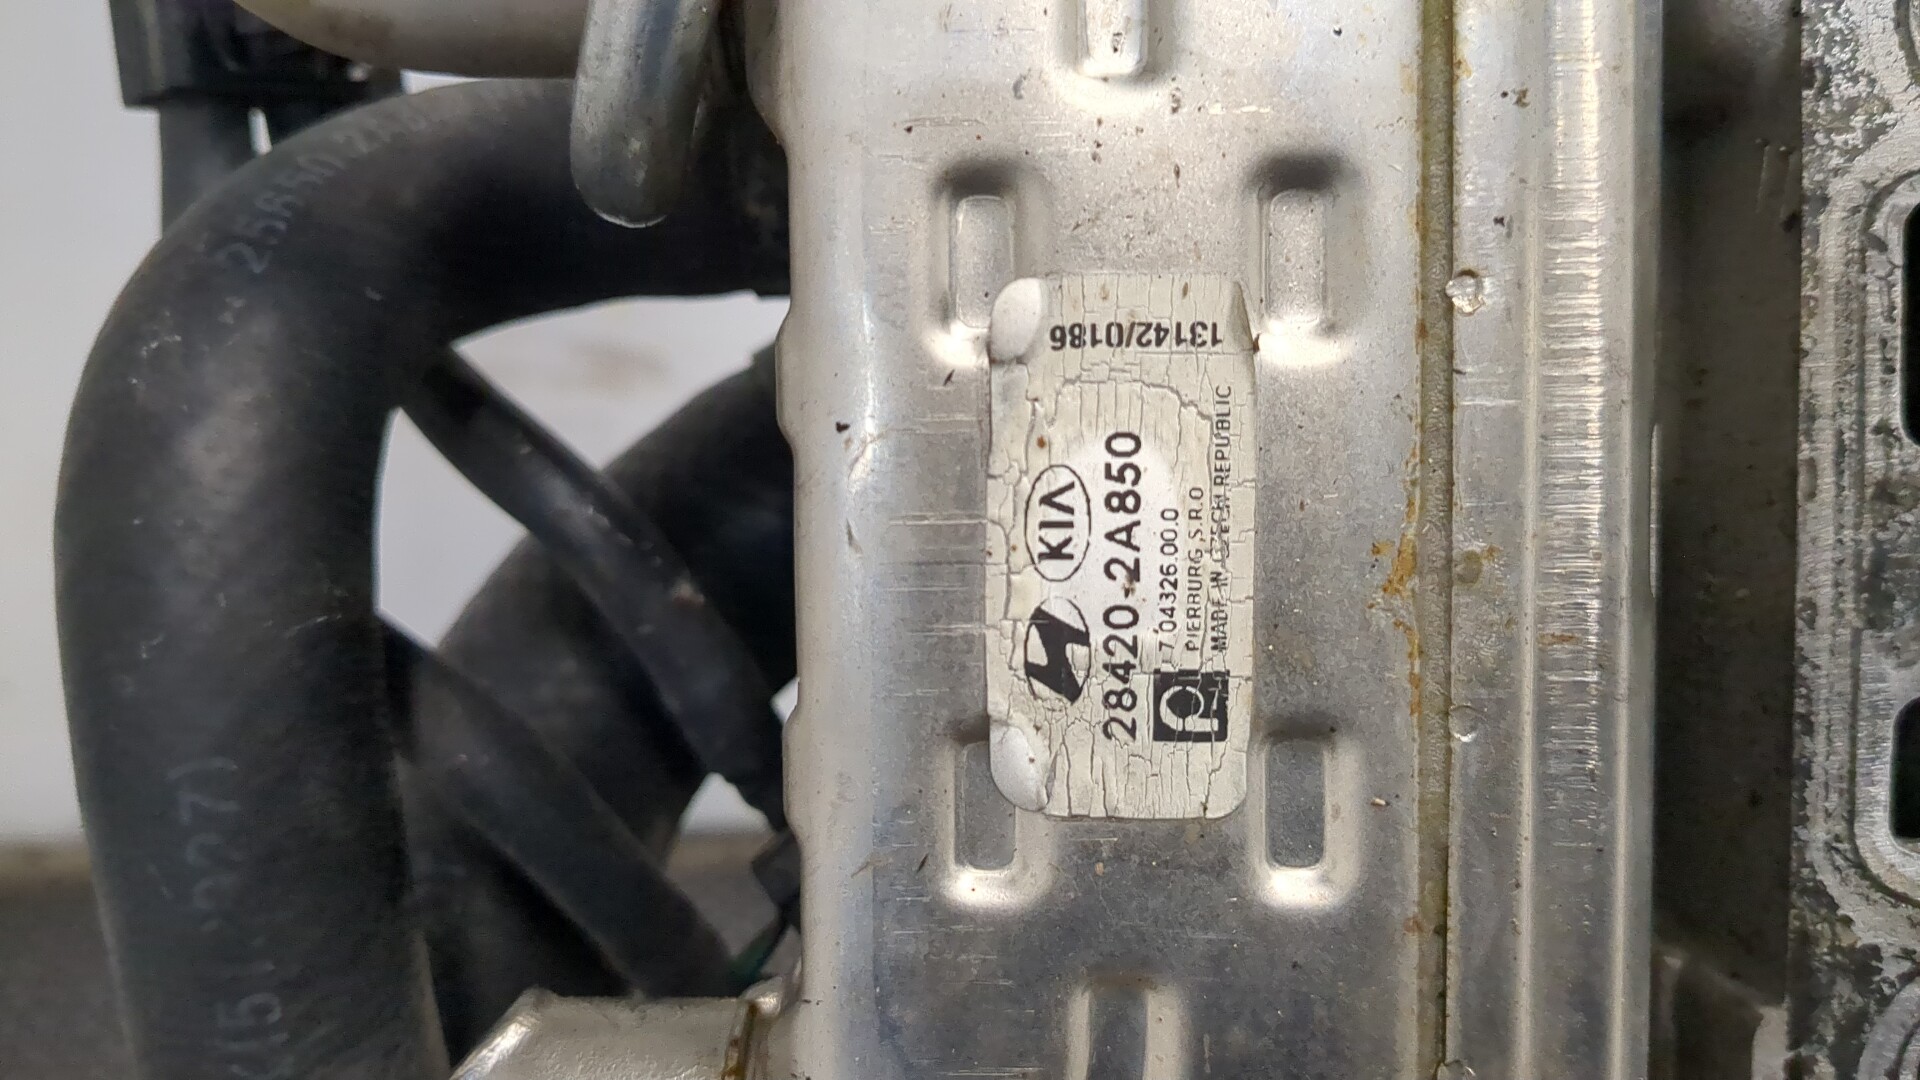 KIA
28420-2A850
7.04326.00.0
PIERBURG S.R.O
MADE IN CZECH REPUBLIC
13142/0186